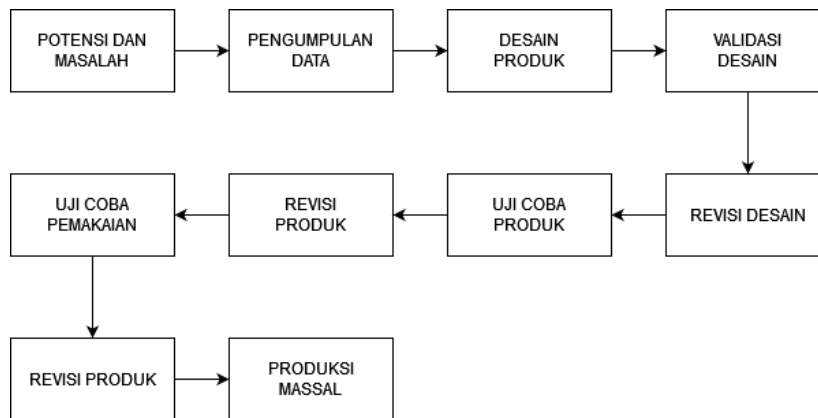 POTENSI DAN
MASALAH
PENGUMPULAN
DATA
DESAIN
PRODUK
VALIDASI
DESAIN
REVISI DESAIN
UJI COBA
PRODUK
REVISI
PRODUK
UJI COBA
PEMAKAIAN
REVISI PRODUK
PRODUKSI
MASSAL